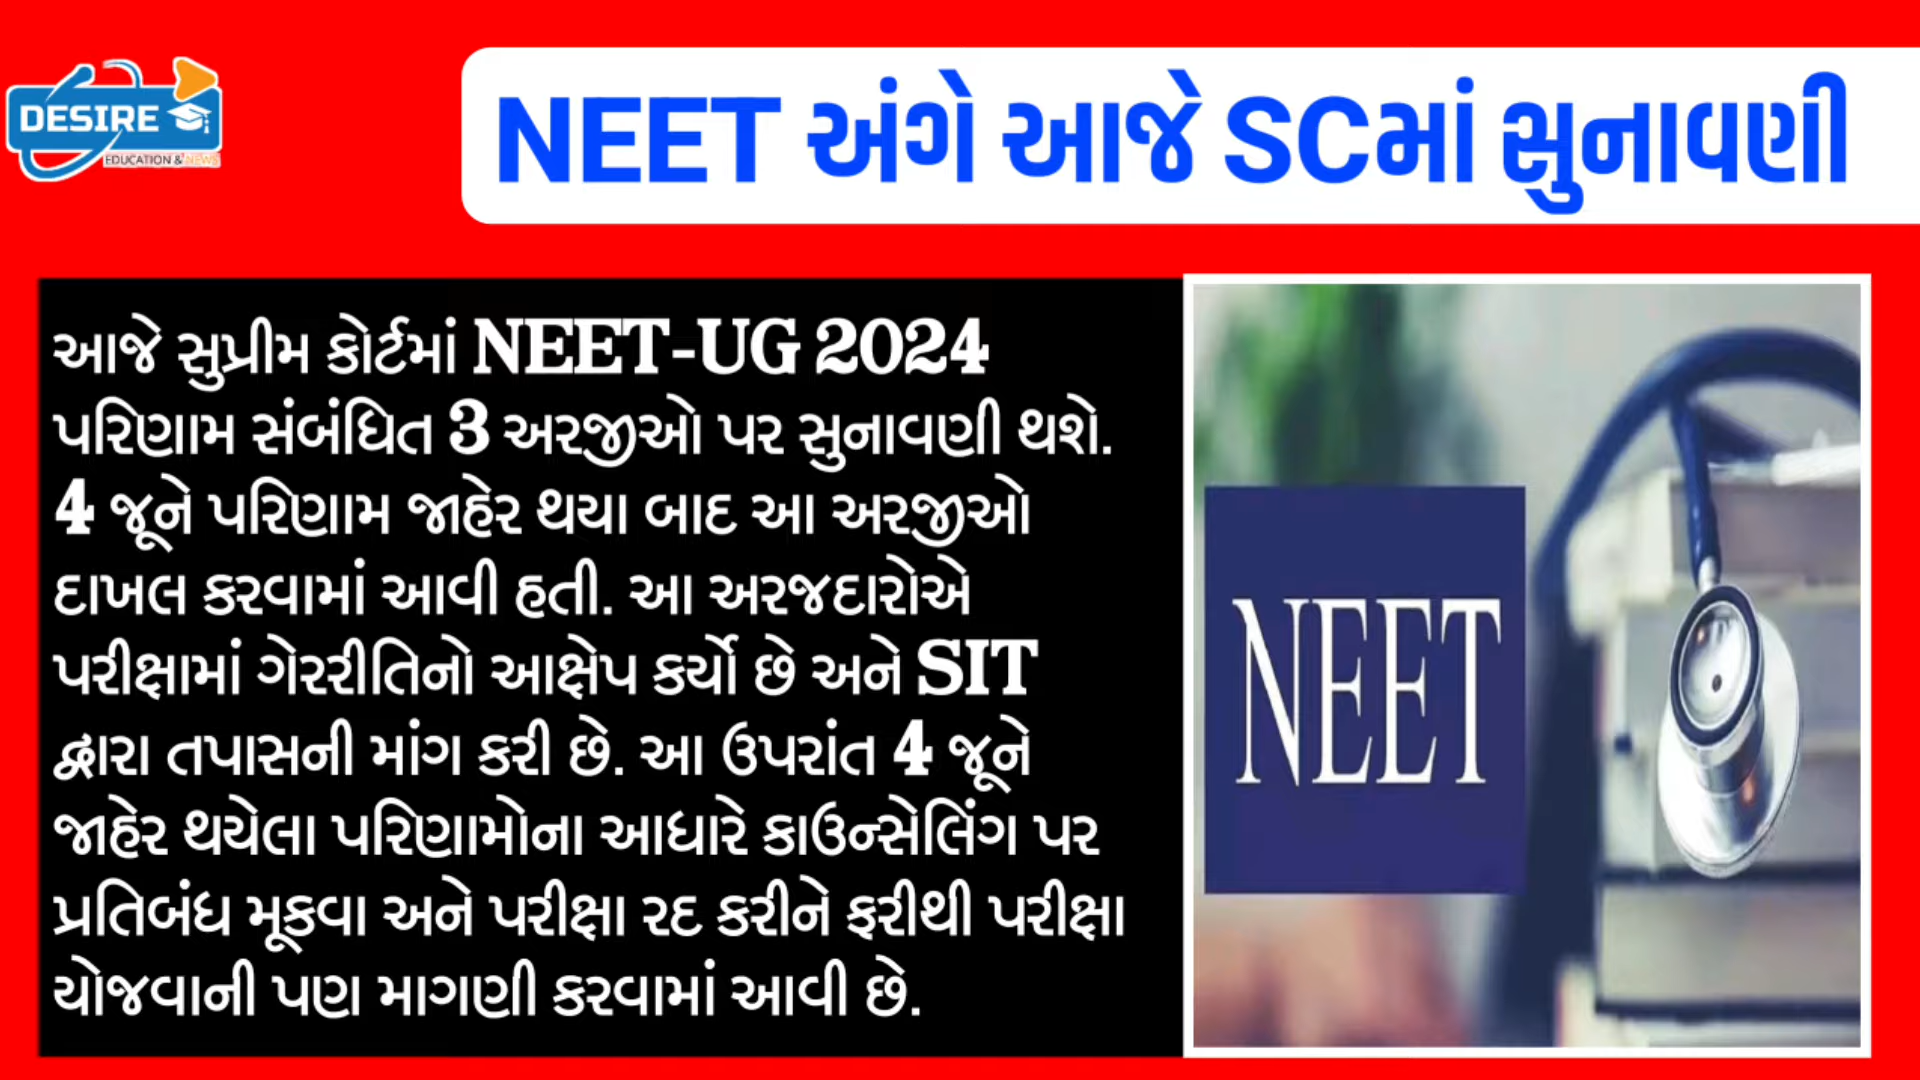 DESIRE
EDUCATION & NEWS
NEET અંગે આજે SCમાં સુનાવણી
આજે સુપ્રીમ કોર્ટમાં NEET-UG 2024
પરિણામ સંબંધિત 3 અરજીઓ પર સુનાવણી થશે.
4 જૂને પરિણામ જાહેર થયા બાદ આ અરજીઓ
દાખલ કરવામાં આવી હતી. આ અરજદારોએ
પરીક્ષામાં ગેરરીતિનો આક્ષેપ કર્યો છે અને SIT
દ્વારા તપાસની માંગ કરી છે. આ ઉપરાંત 4 જૂને
જાહેર થયેલા પરિણામોના આધારે કાઉન્સેલિંગ પર
પ્રતિબંધ મૂકવા અને પરીક્ષા રદ કરીને ફરીથી પરીક્ષા
યોજવાની પણ માગણી કરવામાં આવી છે.
NEET